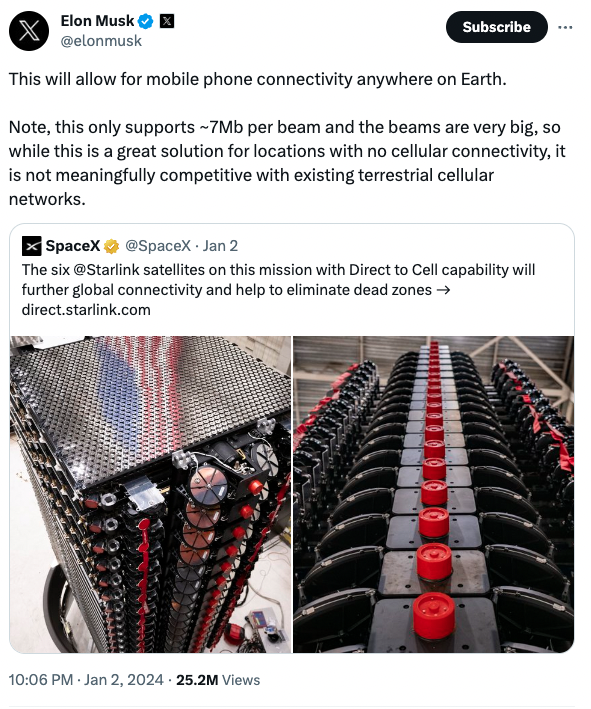 Elon Musk
Subscribe
@elonmusk
This will allow for mobile phone connectivity anywhere on Earth.
Note, this only supports ~7Mb per beam and the beams are very big, so
while this is a great solution for locations with no cellular connectivity, it
is not meaningfully competitive with existing terrestrial cellular
networks.
SpaceX @SpaceX · Jan 2
The six @Starlink satellites on this mission with Direct to Cell capability will
further global connectivity and help to eliminate dead zones →
direct.starlink.com
10:06 PM · Jan 2, 2024 · 25.2M Views